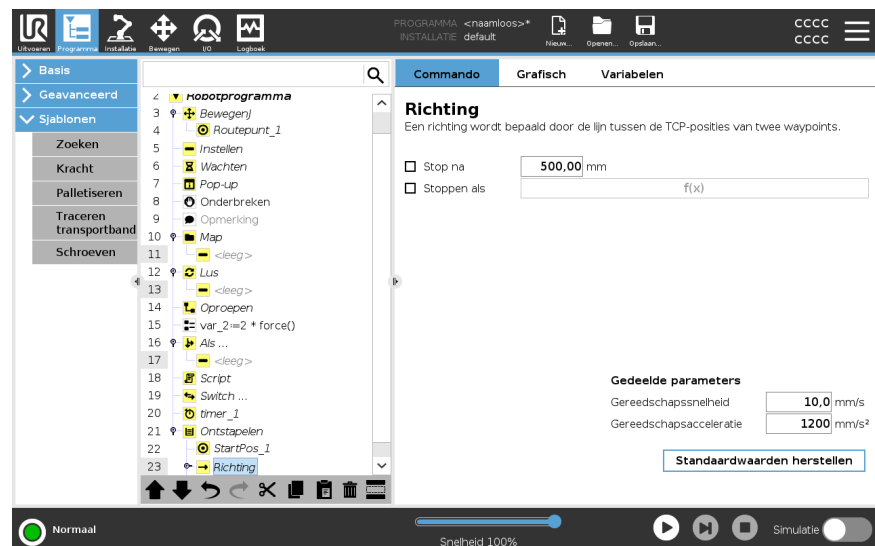 PROGRAMMA <naamloos>*
INSTALLATIE default
CCCC
CCCC
Uitvoeren
Programma
Installatie
Bewegen
I/O
Logboek
Nieuw...
Openen...
Opslaan...
Basis
Geavanceerd
Sjablonen
Zoeken
Kracht
Palletiseren
Traceren
transportband
Schroeven
2 Robotprogramma
3 BewegenJ
4 Routepunt_1
5 Instellen
6 Wachten
7 Pop-up
8 Onderbreken
9 Opmerking
10 Map
11 <leeg>
12 Lus
13 <leeg>
14 Oproepen
15 var_2:=2 * force()
16 Als ...
17 <leeg>
18 Script
19 Switch ...
20 timer_1
21 Ontstapelen
22 StartPos_1
23 Richting
Commando
Grafisch
Variabelen
Richting
Een richting wordt bepaald door de lijn tussen de TCP-posities van twee waypoints.
Stop na 500,00 mm
Stoppen als f(x)
Gedeelde parameters
Gereedschapssnelheid 10,0 mm/s
Gereedschapsacceleratie 1200 mm/s²
Standaardwaarden herstellen
Normaal
Snelheid 100%
Simulatie